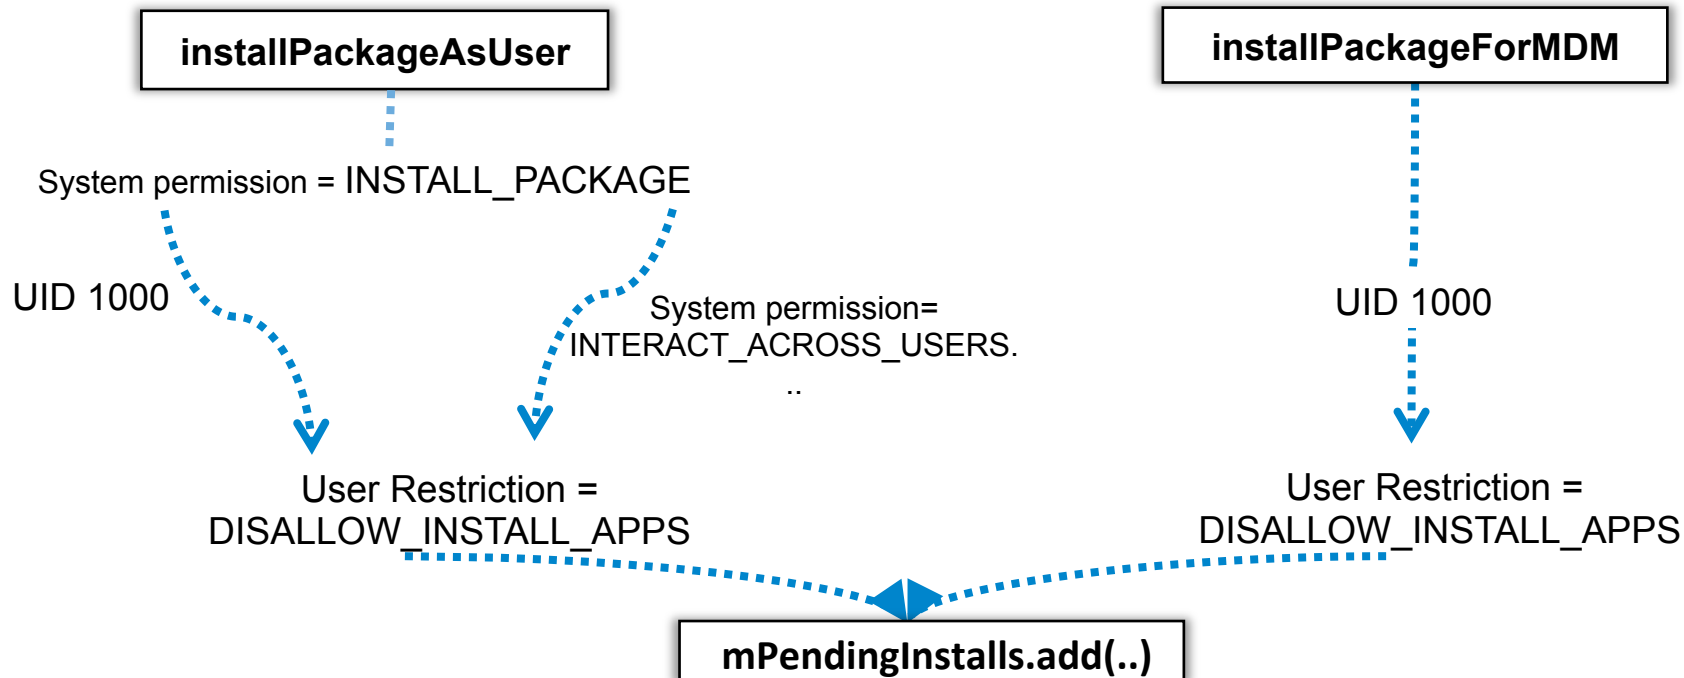 installPackageAsUser
installPackageForMDM
System permission = INSTALL_PACKAGE
UID 1000
System permission=
INTERACT_ACROSS_USERS.
..
UID 1000
User Restriction =
DISALLOW_INSTALL_APPS
User Restriction =
DISALLOW_INSTALL_APPS
mPendingInstalls.add(..)